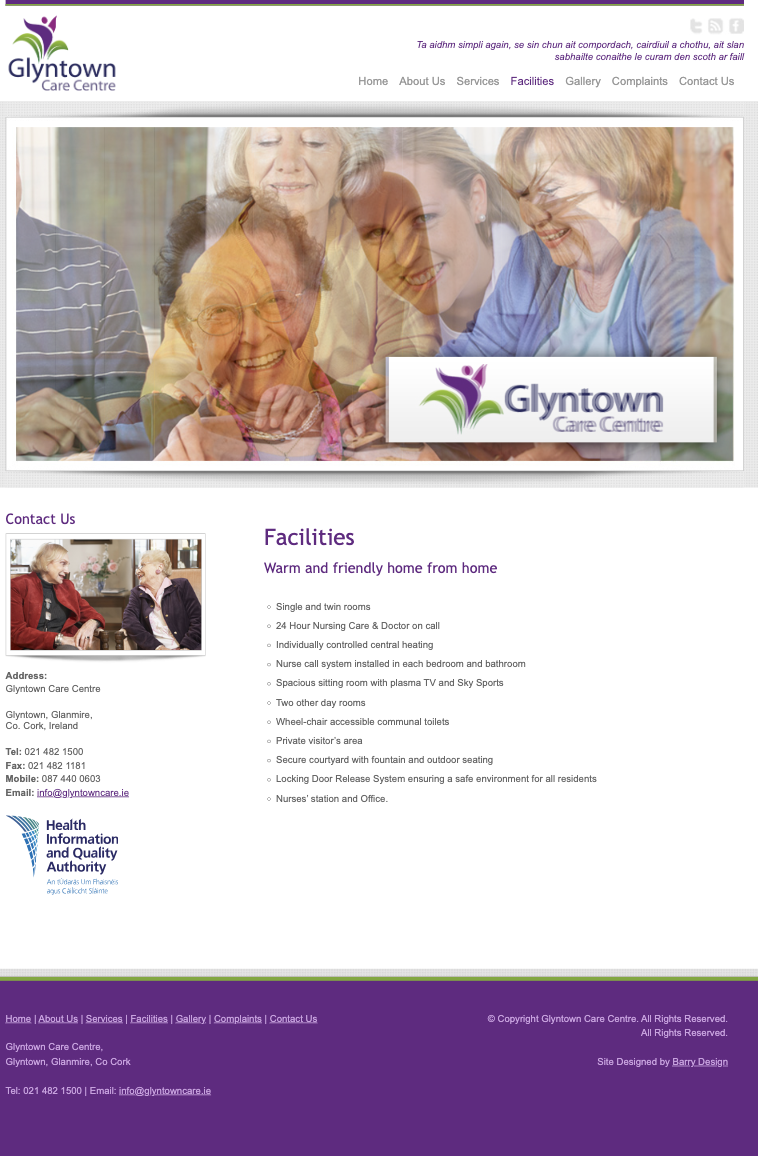 Glyntown
Care Centre
Ta aidhm simpli again, se sin chun ait compordach, cairdiuil a chothu, ait slan
sabhailte conaithe le curam den scoth ar faill
Home About Us Services Facilities Gallery Complaints Contact Us
Glyntown
Care Centre
Contact Us
Address:
Glyntown Care Centre
Glyntown, Glanmire,
Co. Cork, Ireland
Tel: 021 482 1500
Fax: 021 482 1181
Mobile: 087 440 0603
Email: info@glyntowncare.ie
Health
Information
and Quality
Authority
An tÚdarás Um Fhaisnéis
agus Cáilíocht Sláinte
Facilities
Warm and friendly home from home
Single and twin rooms
24 Hour Nursing Care & Doctor on call
Individually controlled central heating
Nurse call system installed in each bedroom and bathroom
Spacious sitting room with plasma TV and Sky Sports
Two other day rooms
Wheel-chair accessible communal toilets
Private visitor's area
Secure courtyard with fountain and outdoor seating
Locking Door Release System ensuring a safe environment for all residents
Nurses' station and Office.
Home | About Us | Services | Facilities | Gallery | Complaints | Contact Us
Glyntown Care Centre,
Glyntown, Glanmire, Co Cork
Tel: 021 482 1500 | Email: info@glyntowncare.ie
© Copyright Glyntown Care Centre. All Rights Reserved.
All Rights Reserved.
Site Designed by Barry Design